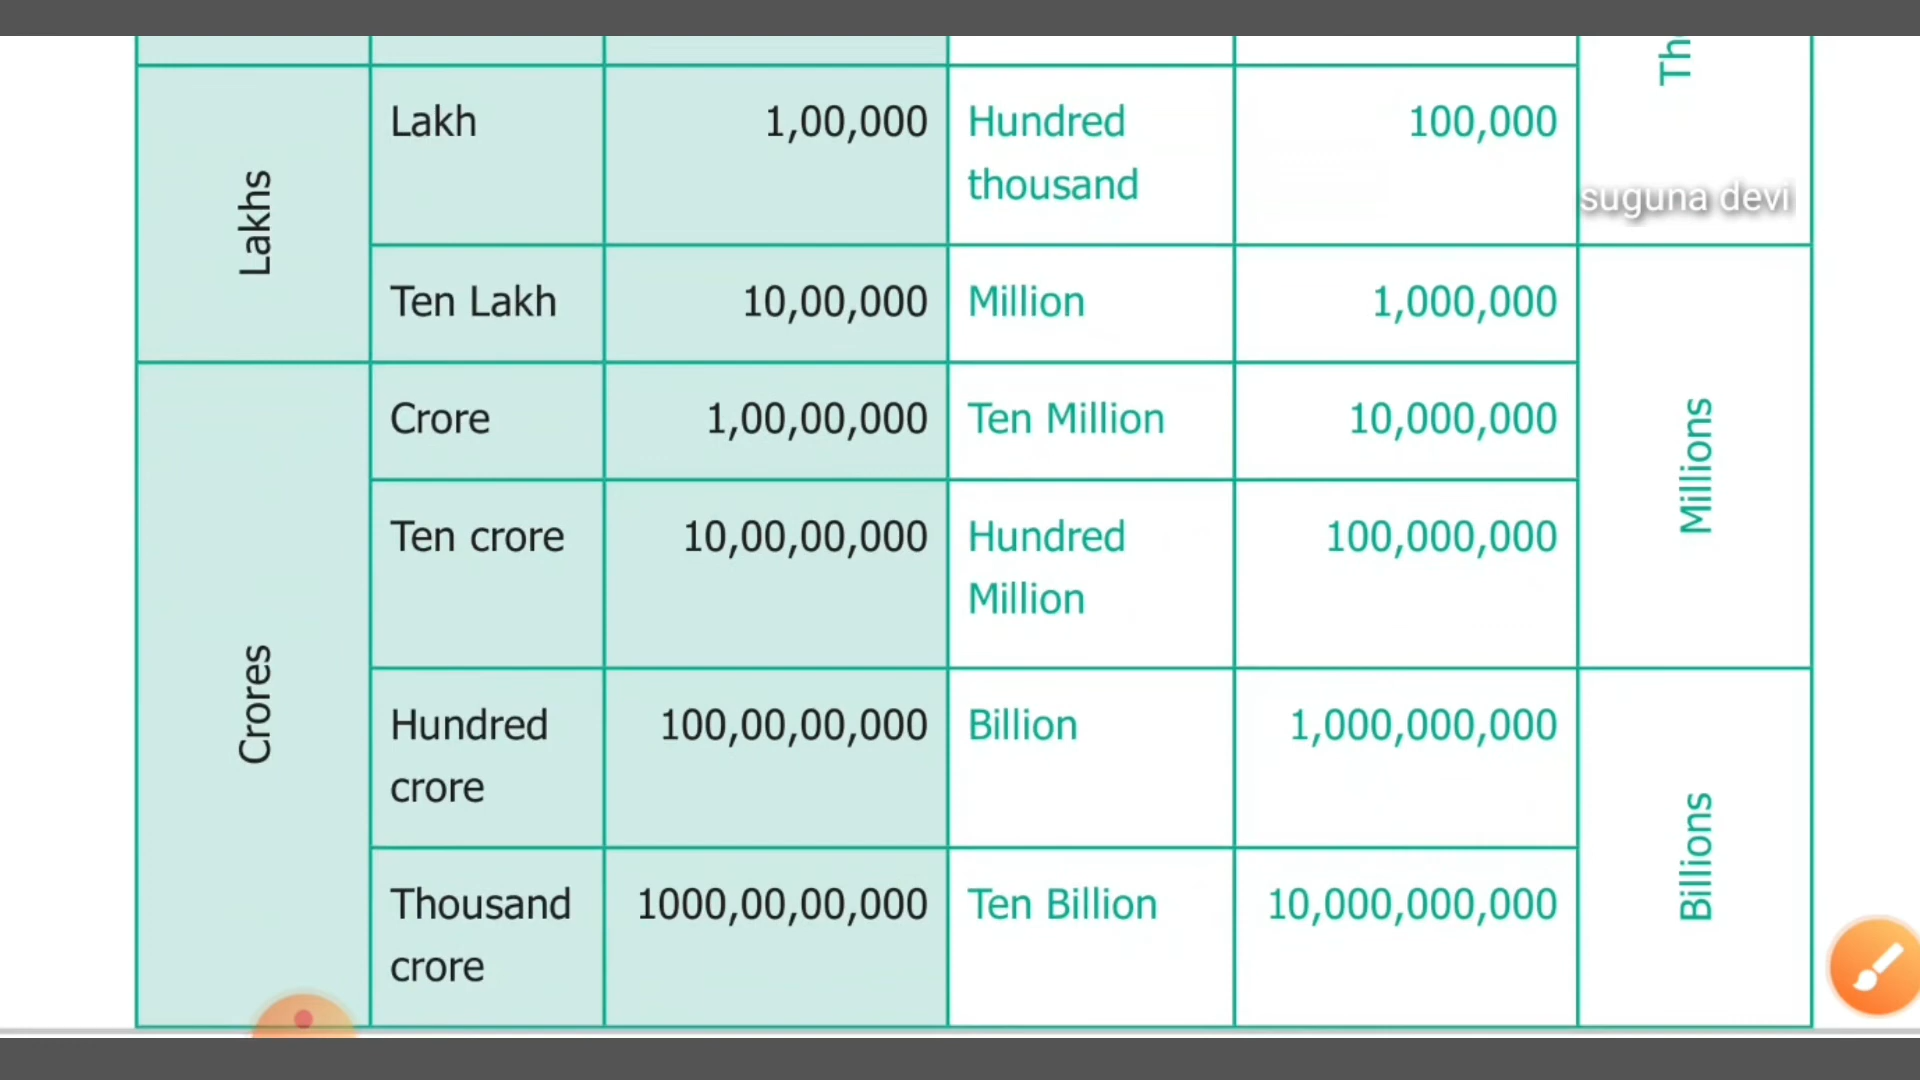 Th
Lakhs
Lakh 1,00,000 Hundred 100,000
thousand
suguna devi
Ten Lakh 10,00,000 Million 1,000,000
Crores
Crore 1,00,00,000 Ten Million 10,000,000
Millions
Ten crore 10,00,00,000 Hundred 100,000,000
Million
Hundred 100,00,00,000 Billion 1,000,000,000
crore
Billions
Thousand 1000,00,00,000 Ten Billion 10,000,000,000
crore